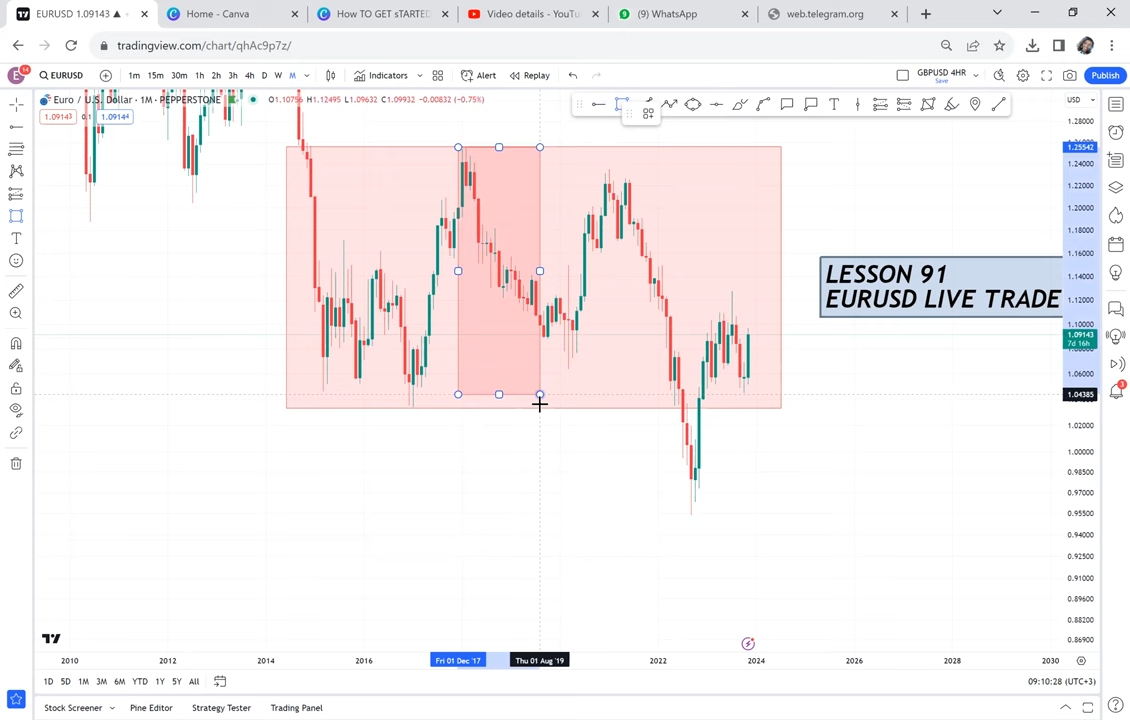 EURUSD 1.09143 ▲
Home - Canva
How TO GET sTARTED
Video details - YouTu
(9) WhatsApp
web.telegram.org
tradingview.com/chart/qhAc9p7z/
E 14
EURUSD
1m 15m 30m 1h 2h 3h 4h D W M
Indicators
Alert
Replay
GBPUSD 4HR
Save
Publish
Euro / U.S. Dollar · 1M · PEPPERSTONE
H1.12495 L1.09632 C1.09932 -0.00832 (-0.75%)
1.09143 0.1 1.09144
USD
1.28000
1.25542
1.24000
1.22000
1.20000
1.18000
1.16000
1.14000
1.12000
1.10000
1.09143
7d 16h
1.06000
1.04385
1.02000
1.00000
0.98500
0.97000
0.95500
0.94000
0.92500
0.91000
0.89600
0.88200
0.86900
LESSON 91
EURUSD LIVE TRADE
3
2010 2012 2014 2016 Fri 01 Dec '17 Thu 01 Aug '19 2022 2024 2026 2028 2030
1D 5D 1M 3M 6M YTD 1Y 5Y All
09:10:28 (UTC+3)
Stock Screener Pine Editor Strategy Tester Trading Panel